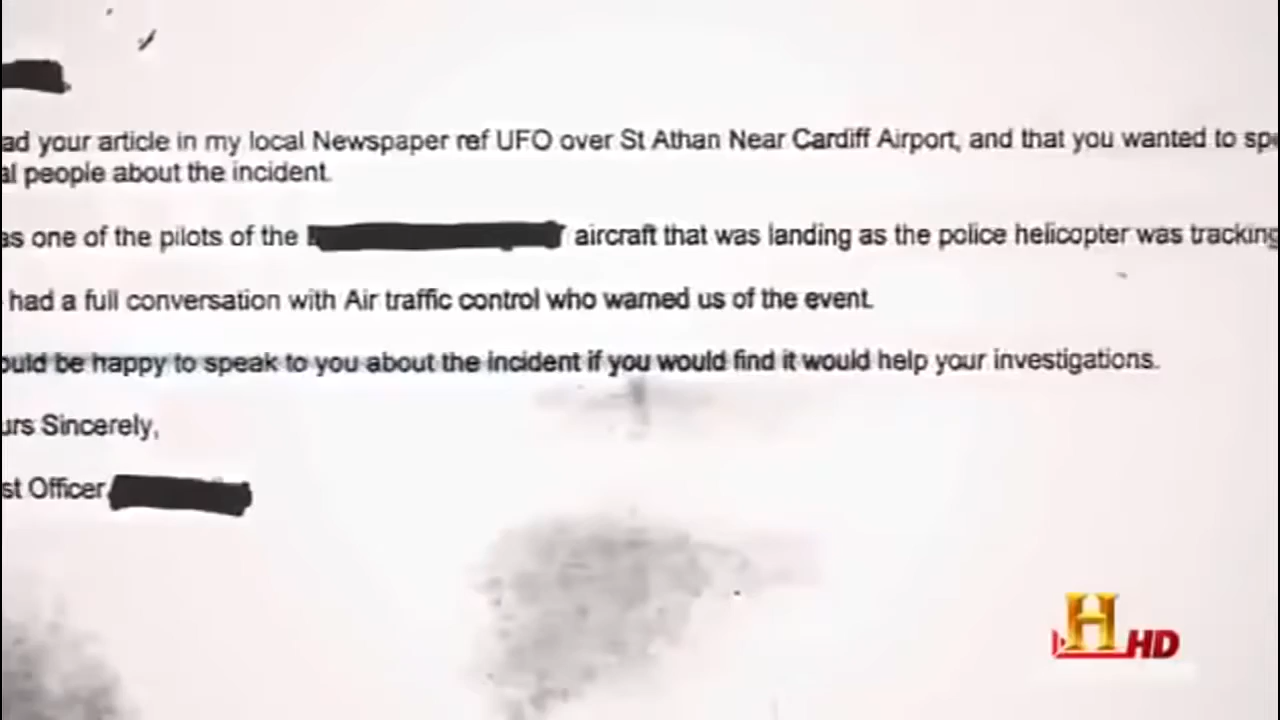 ad your article in my local Newspaper ref UFO over St Athan Near Cardiff Airport, and that you wanted to spe
al people about the incident.
as one of the pilots of the aircraft that was landing as the police helicopter was tracking
had a full conversation with Air traffic control who warned us of the event.
ould be happy to speak to you about the incident if you would find it would help your investigations.
urs Sincerely,
st Officer
H HD